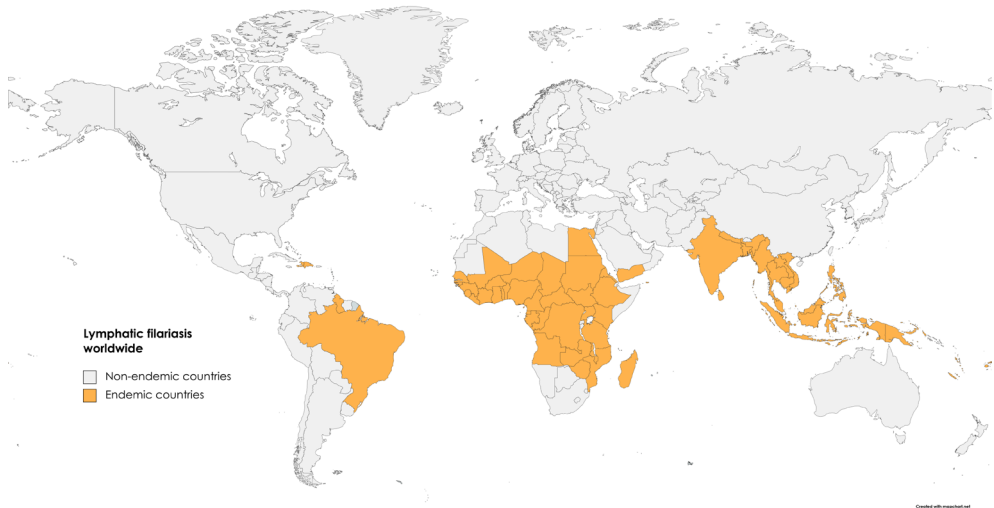 Lymphatic filariasis
worldwide
Non-endemic countries
Endemic countries
Created with mapchart.net